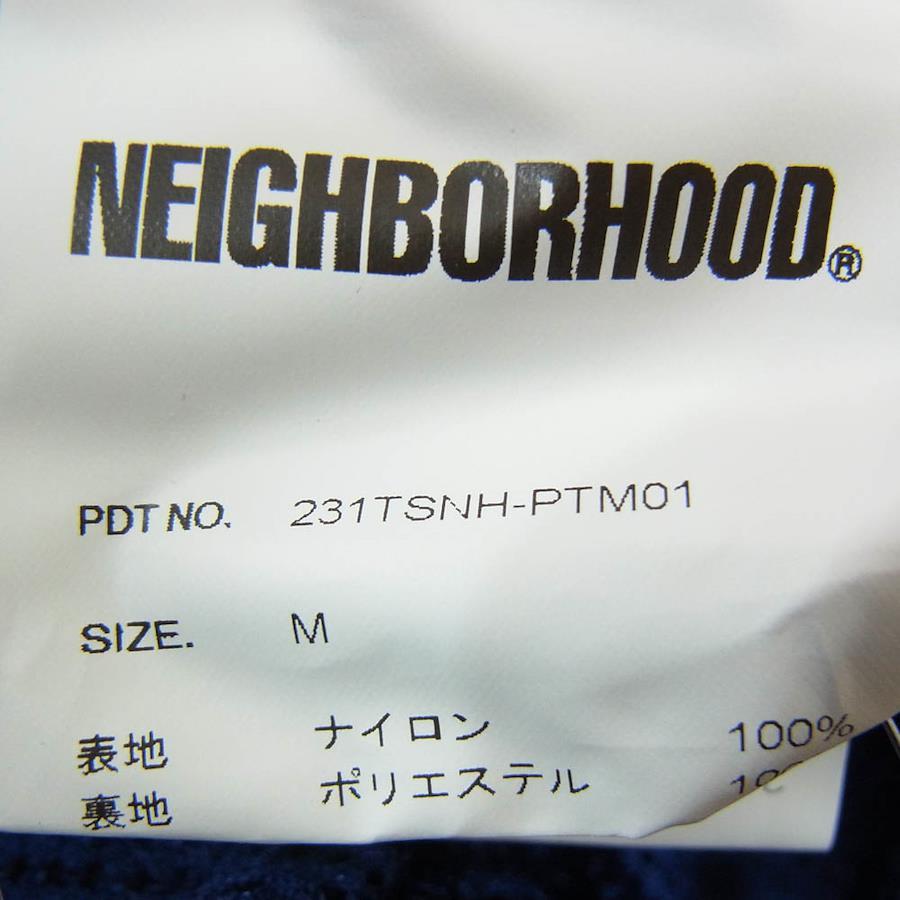 NEIGHBORHOOD®
PDT NO. 231TSNH-PTM01
SIZE. M
表地 ナイロン 100%
裏地 ポリエステル